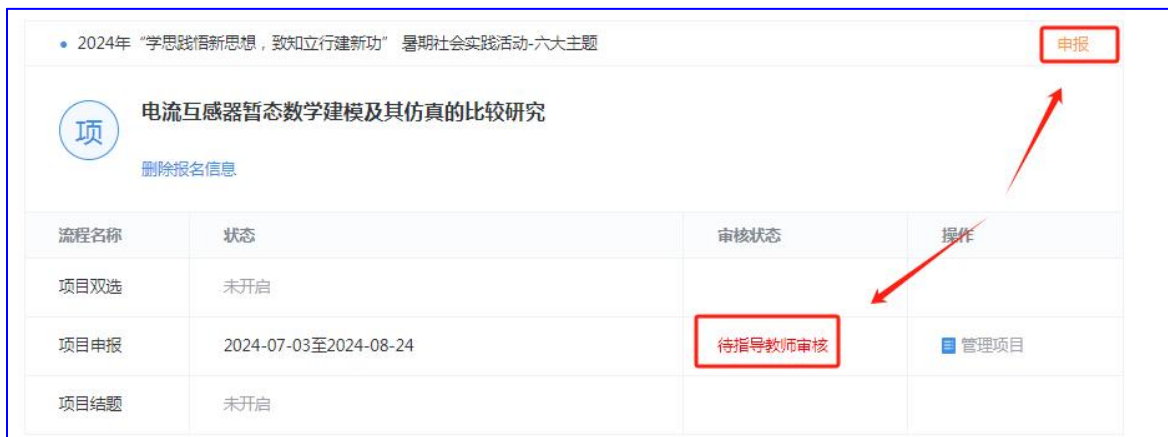 2024年“学思践悟新思想，致知立行建新功” 暑期社会实践活动-六大主题 申报
项 电流互感器暂态数学建模及其仿真的比较研究
删除报名信息
流程名称 状态 审核状态 操作
项目双选 未开启
项目申报 2024-07-03至2024-08-24 待指导教师审核 管理项目
项目结题 未开启